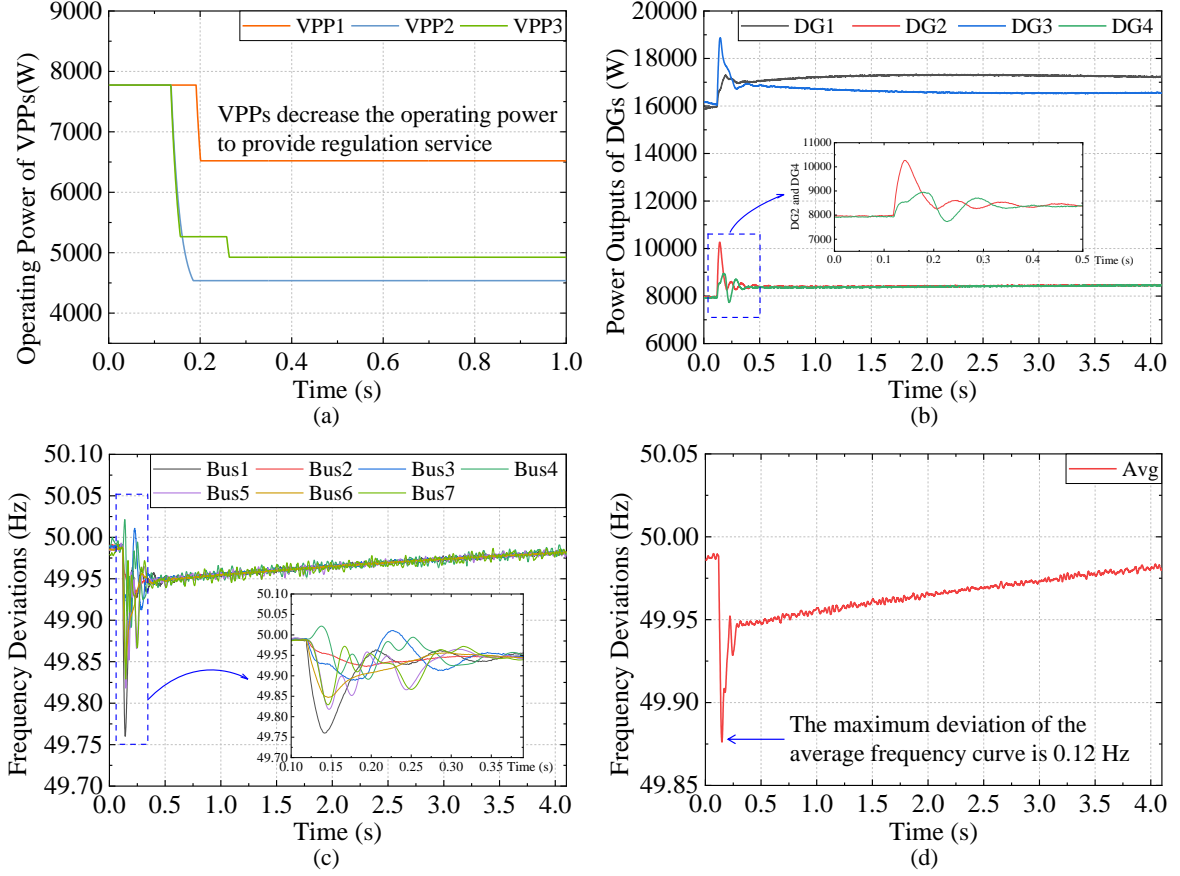 VPP1 VPP2 VPP3
9000
8000
7000
6000
5000
4000
Operating Power of VPPs(W)
VPPs decrease the operating power
to provide regulation service
0.0 0.2 0.4 0.6 0.8 1.0
Time (s)
(a)
DG1 DG2 DG3 DG4
20000
18000
16000
14000
12000
10000
8000
6000
Power Outputs of DGs (W)
11000
10000
9000
8000
7000
DG2 and DG4
0.0 0.1 0.2 0.3 0.4 0.5
Time (s)
0.0 0.5 1.0 1.5 2.0 2.5 3.0 3.5 4.0
Time (s)
(b)
Bus1 Bus2 Bus3 Bus4
Bus5 Bus6 Bus7
50.10
50.05
50.00
49.95
49.90
49.85
49.80
49.75
49.70
Frequency Deviations (Hz)
50.10
50.00
49.95
49.90
49.85
49.80
49.75
49.70
0.10 0.15 0.20 0.25 0.30 0.35
Time (s)
0.0 0.5 1.0 1.5 2.0 2.5 3.0 3.5 4.0
Time (s)
(c)
Avg
50.05
50.00
49.95
49.90
49.85
Frequency Deviations (Hz)
The maximum deviation of the
average frequency curve is 0.12 Hz
0.0 0.5 1.0 1.5 2.0 2.5 3.0 3.5 4.0
Time (s)
(d)